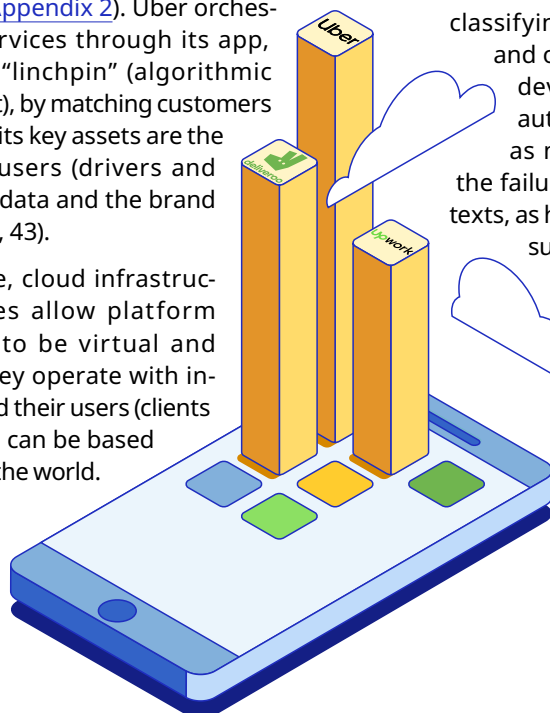 Appendix 2). Uber orches-
rvices through its app,
“linchpin” (algorithmic
t), by matching customers
its key assets are the
users (drivers and
data and the brand
, 43).
e, cloud infrastruc-
es allow platform
to be virtual and
ey operate with in-
d their users (clients
can be based
the world.
Uber
deliveroo
Upwork
classifyin
and
dev
aut
as
the failu
texts, as
su